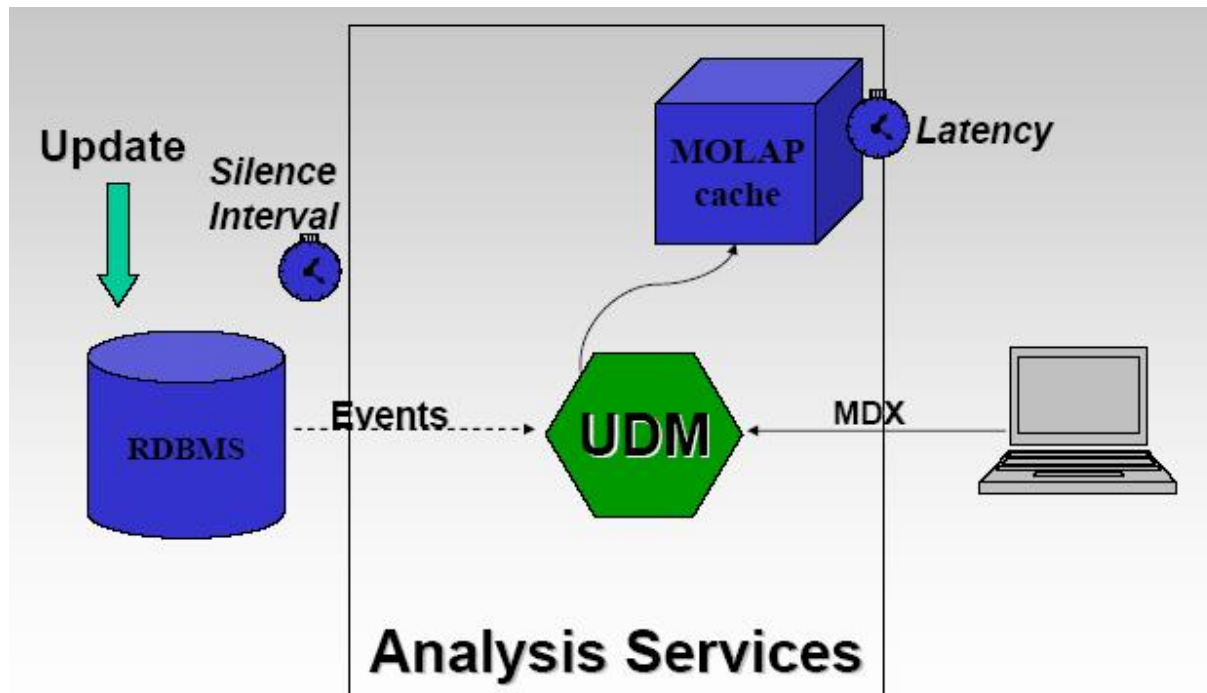 Update
Silence
Interval
MOLAP
cache
Latency
RDBMS
Events
UDM
MDX
Analysis Services